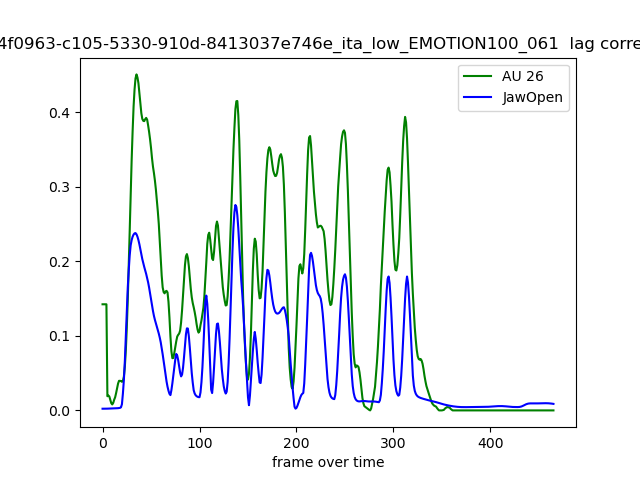 4f0963-c105-5330-910d-8413037e746e_ita_low_EMOTION100_061 lag corre
AU 26
JawOpen
0.4
0.3
0.2
0.1
0.0
0 100 200 300 400
frame over time